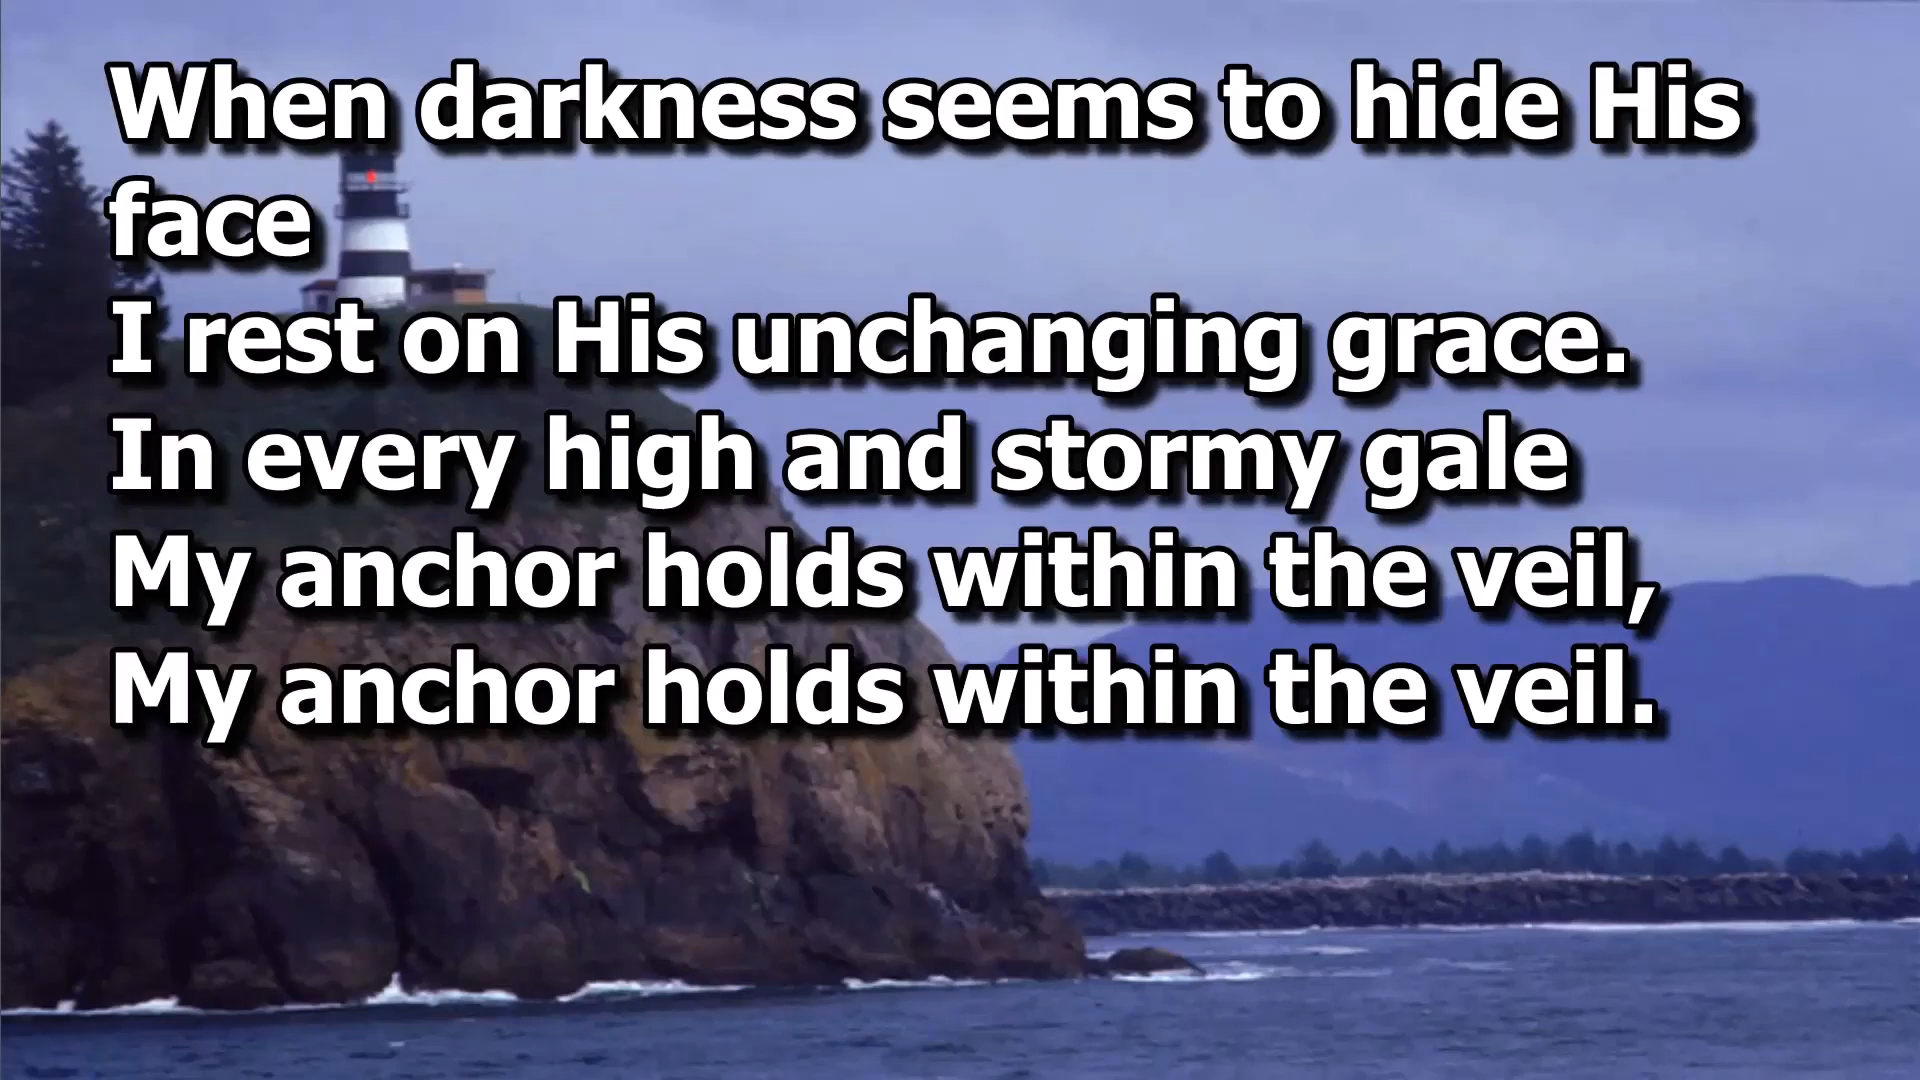 When darkness seems to hide His
face
I rest on His unchanging grace.
In every high and stormy gale
My anchor holds within the veil,
My anchor holds within the veil.